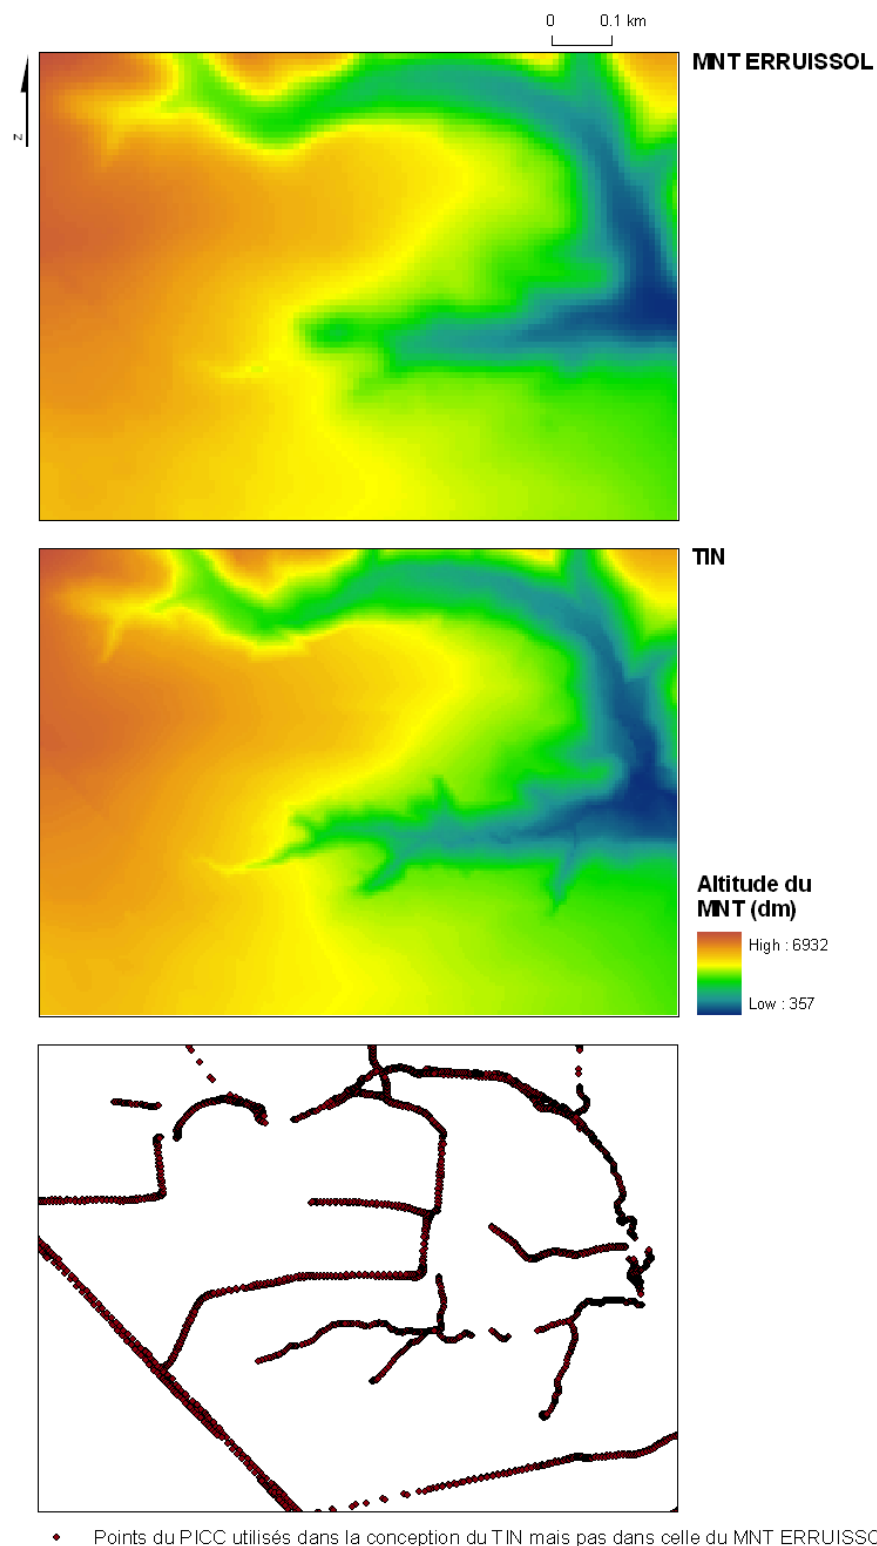 0 0.1 km
MNT ERRUISSOL
z
TIN
Altitude du
MNT (dm)
High : 6932
Low : 357
Points du PICC utilisés dans la conception du TIN mais pas dans celle du MNT ERRUISSO